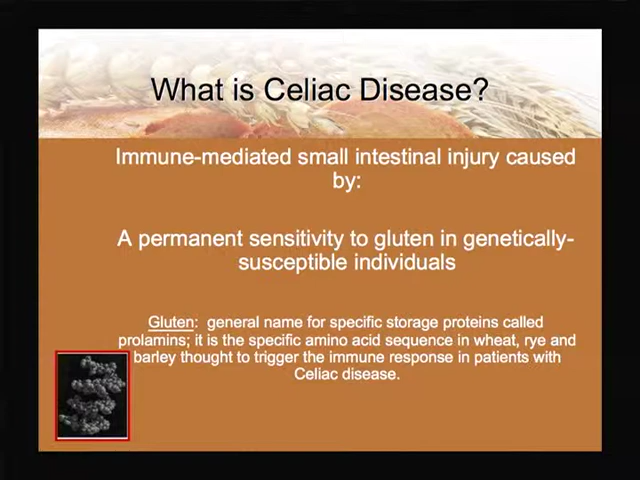 What is Celiac Disease?
Immune-mediated small intestinal injury caused
by:
A permanent sensitivity to gluten in genetically-
susceptible individuals
Gluten: general name for specific storage proteins called
prolamins; it is the specific amino acid sequence in wheat, rye and
barley thought to trigger the immune response in patients with
Celiac disease.